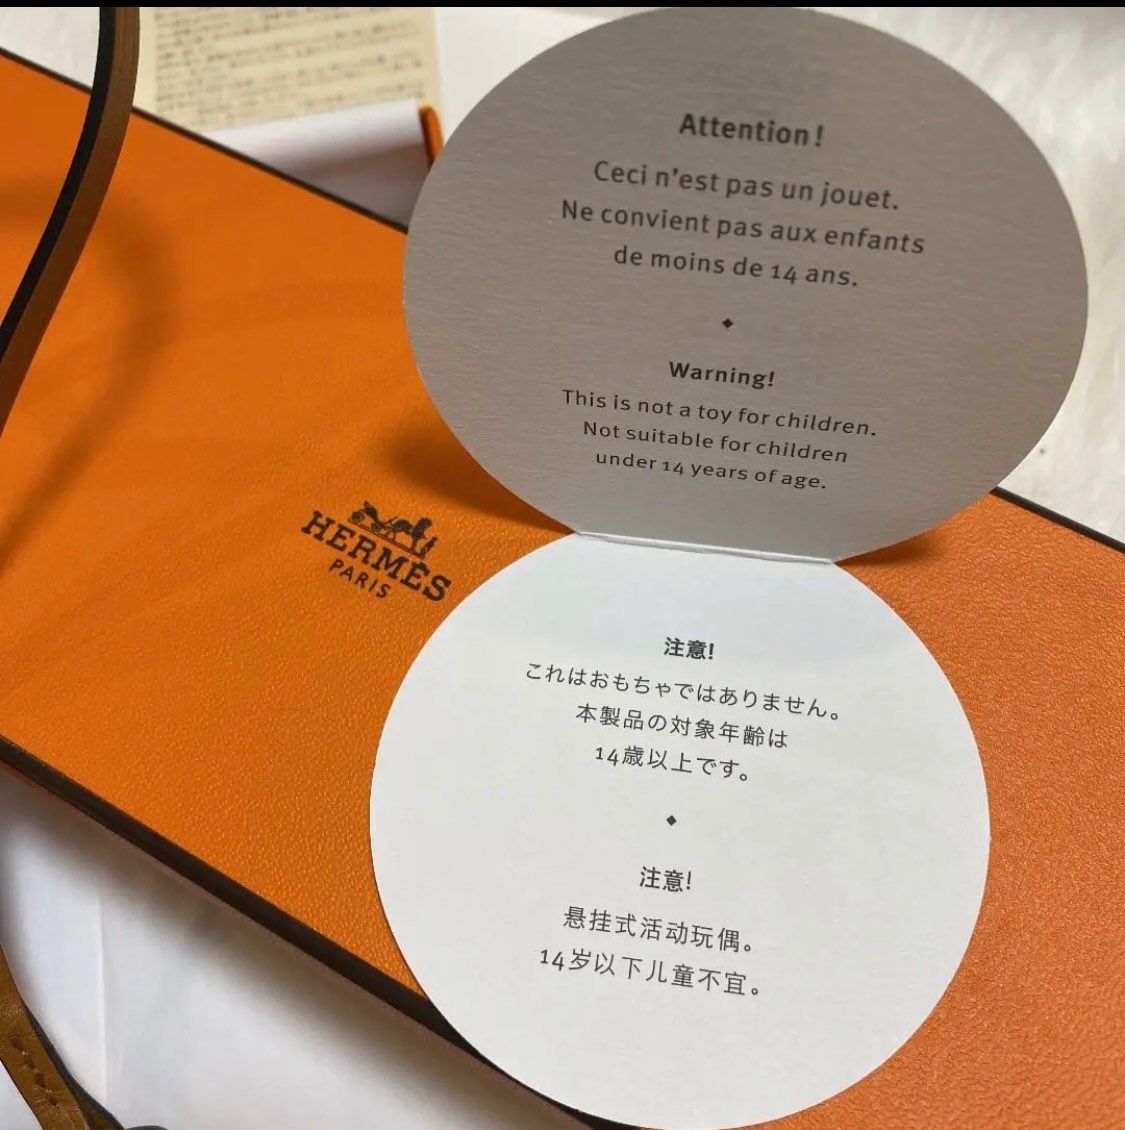 Attention !
Ceci n'est pas un jouet.
Ne convient pas aux enfants
de moins de 14 ans.
Warning!
This is not a toy for children.
Not suitable for children
under 14 years of age.
HERMÈS
PARIS
注意!
これはおもちゃではありません。
本製品の対象年齢は
14歳以上です。
注意!
悬挂式活动玩偶。
14岁以下儿童不宜。